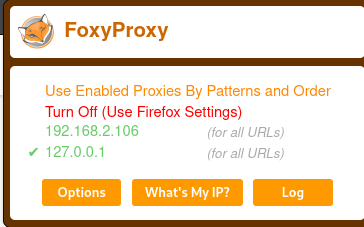 FoxyProxy
Use Enabled Proxies By Patterns and Order
Turn Off (Use Firefox Settings)
192.168.2.106 (for all URLs)
✔ 127.0.0.1 (for all URLs)
Options What's My IP? Log